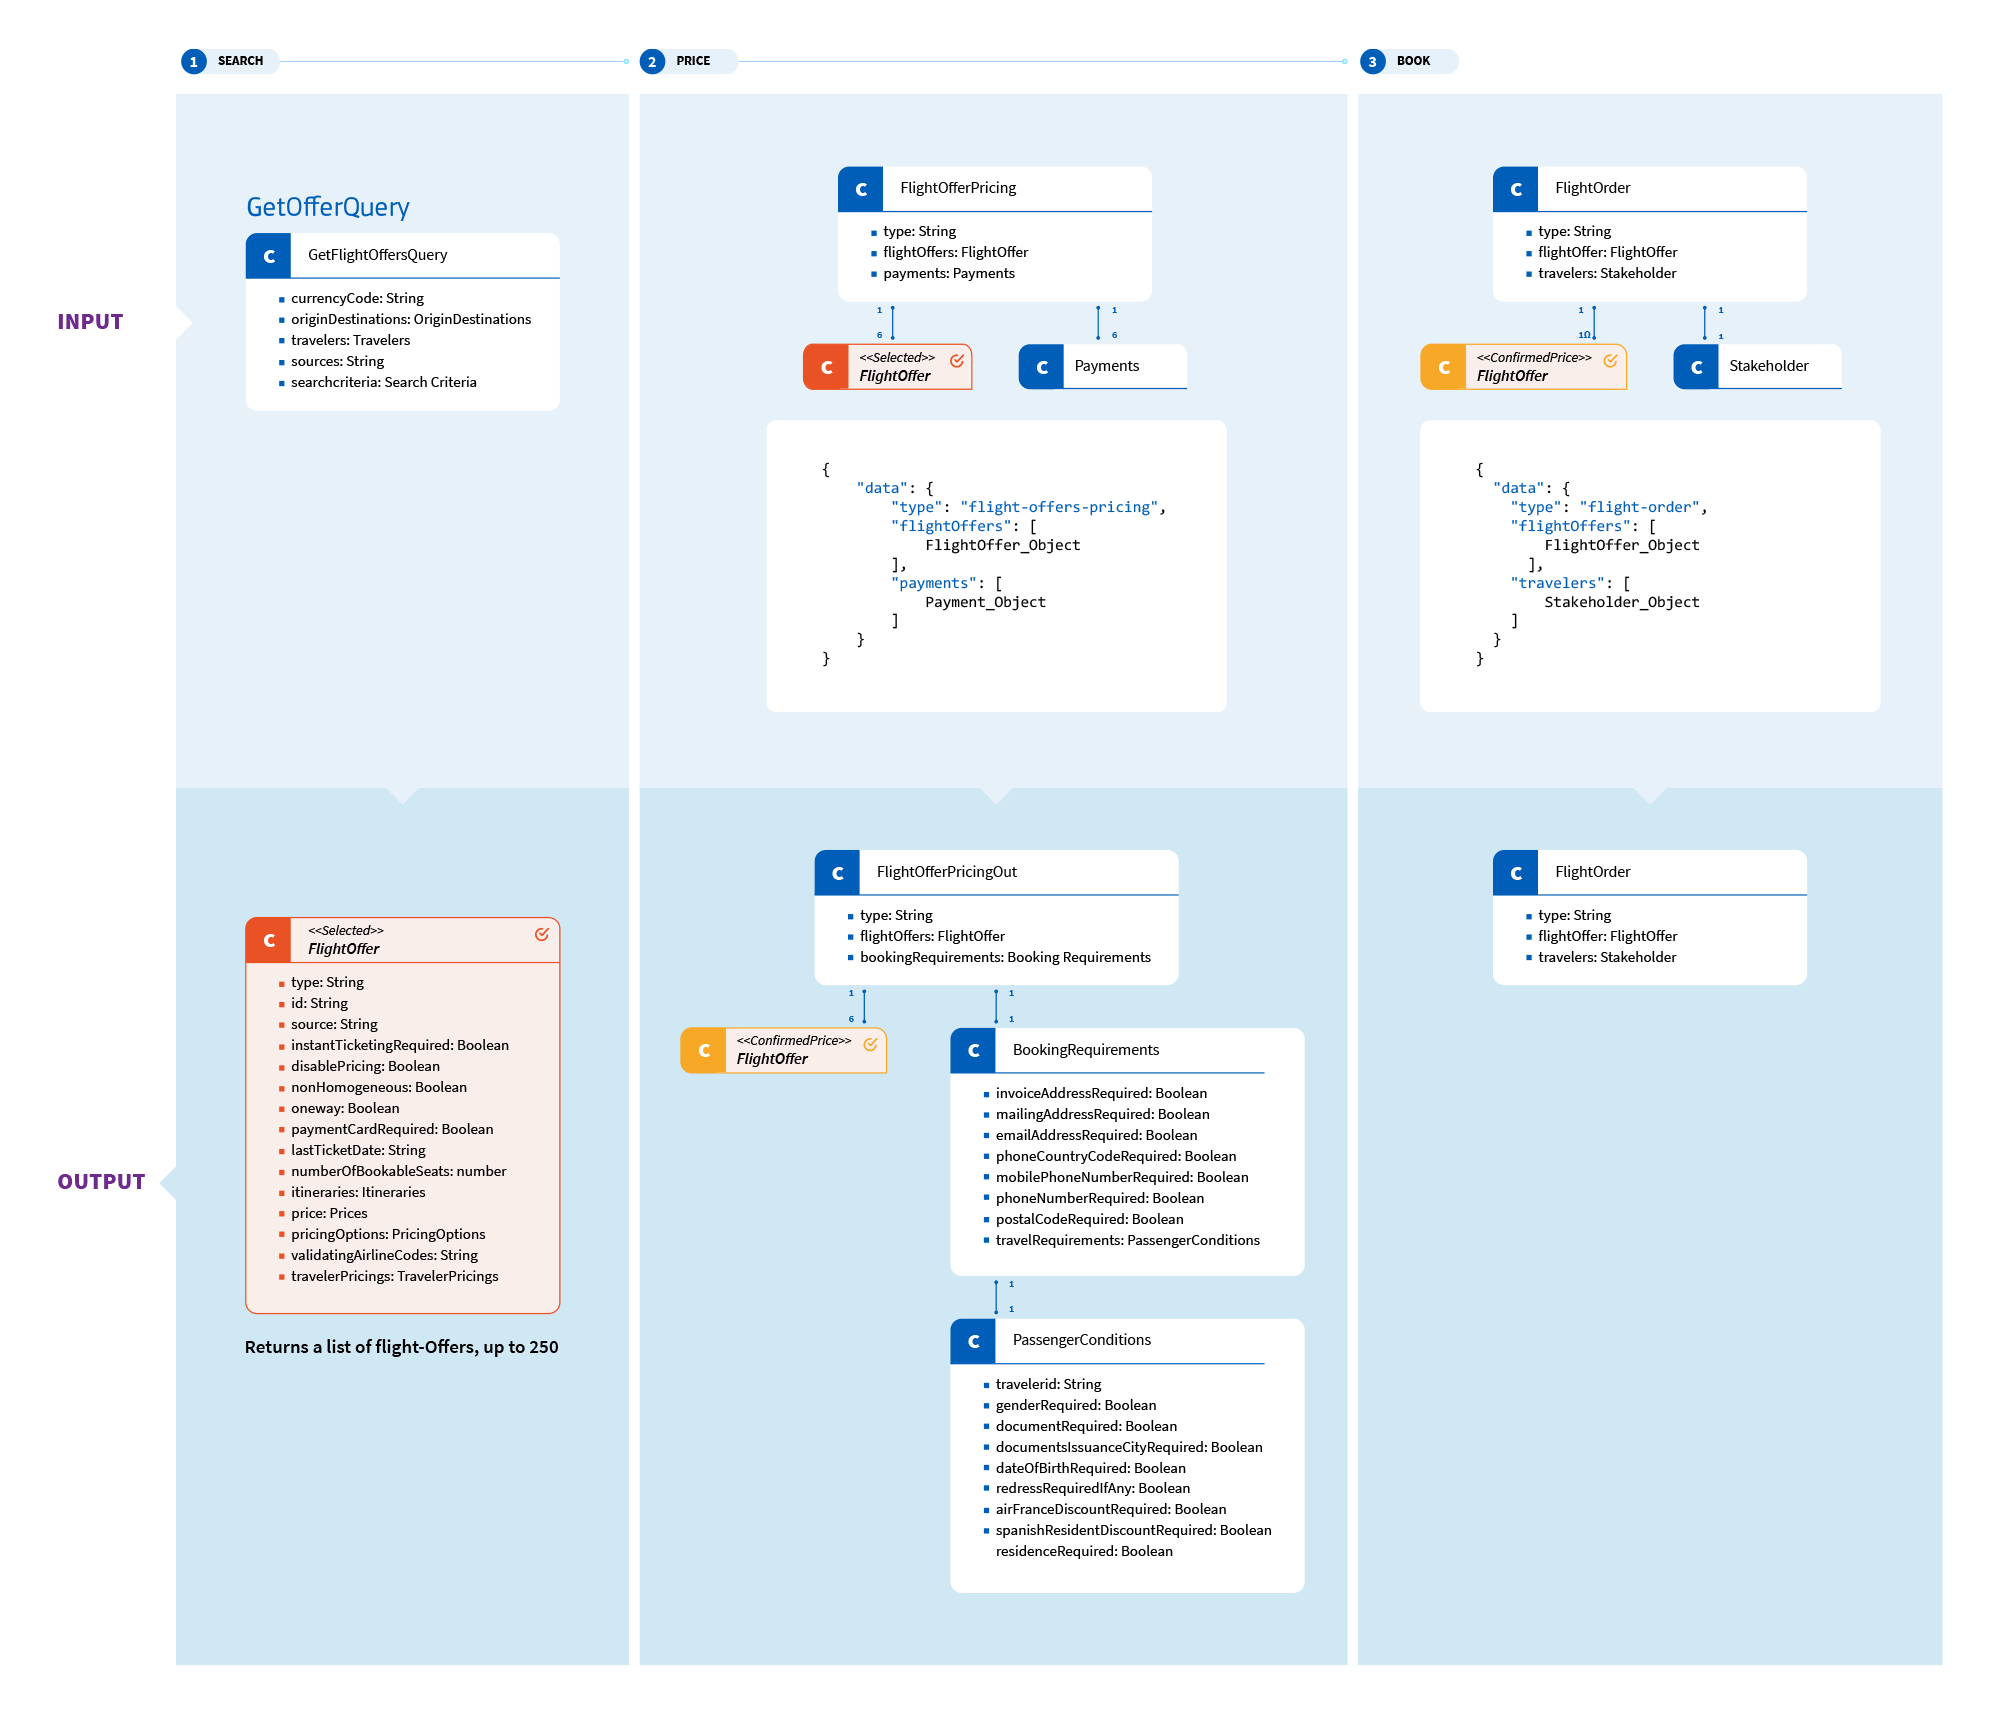 1 SEARCH
2 PRICE
3 BOOK
INPUT
GetOfferQuery
C GetFlightOffersQuery
currencyCode: String
originDestinations: OriginDestinations
travelers: Travelers
sources: String
searchcriteria: Search Criteria
C FlightOfferPricing
type: String
flightOffers: FlightOffer
payments: Payments
1 1
6 6
C <<Selected>>
FlightOffer
C Payments
{
"data": {
"type": "flight-offers-pricing",
"flightOffers": [
FlightOffer_Object
],
"payments": [
Payment_Object
]
}
}
C FlightOrder
type: String
flightOffer: FlightOffer
travelers: Stakeholder
1 1
1Ω 1
C <<ConfirmedPrice>>
FlightOffer
C Stakeholder
{
"data": {
"type": "flight-order",
"flightOffers": [
FlightOffer_Object
],
"travelers": [
Stakeholder_Object
]
}
}
OUTPUT
C <<Selected>>
FlightOffer
type: String
id: String
source: String
instantTicketingRequired: Boolean
disablePricing: Boolean
nonHomogeneous: Boolean
oneway: Boolean
paymentCardRequired: Boolean
lastTicketDate: String
numberOfBookableSeats: number
itineraries: Itineraries
price: Prices
pricingOptions: PricingOptions
validatingAirlineCodes: String
travelerPricings: TravelerPricings
Returns a list of flight-Offers, up to 250
C FlightOfferPricingOut
type: String
flightOffers: FlightOffer
bookingRequirements: Booking Requirements
1 1
6 1
C <<ConfirmedPrice>>
FlightOffer
C BookingRequirements
invoiceAddressRequired: Boolean
mailingAddressRequired: Boolean
emailAddressRequired: Boolean
phoneCountryCodeRequired: Boolean
mobilePhoneNumberRequired: Boolean
phoneNumberRequired: Boolean
postalCodeRequired: Boolean
travelRequirements: PassengerConditions
1
1
C PassengerConditions
travelerid: String
genderRequired: Boolean
documentRequired: Boolean
documentsIssuanceCityRequired: Boolean
dateOfBirthRequired: Boolean
redressRequiredIfAny: Boolean
airFranceDiscountRequired: Boolean
spanishResidentDiscountRequired: Boolean
residenceRequired: Boolean
C FlightOrder
type: String
flightOffer: FlightOffer
travelers: Stakeholder